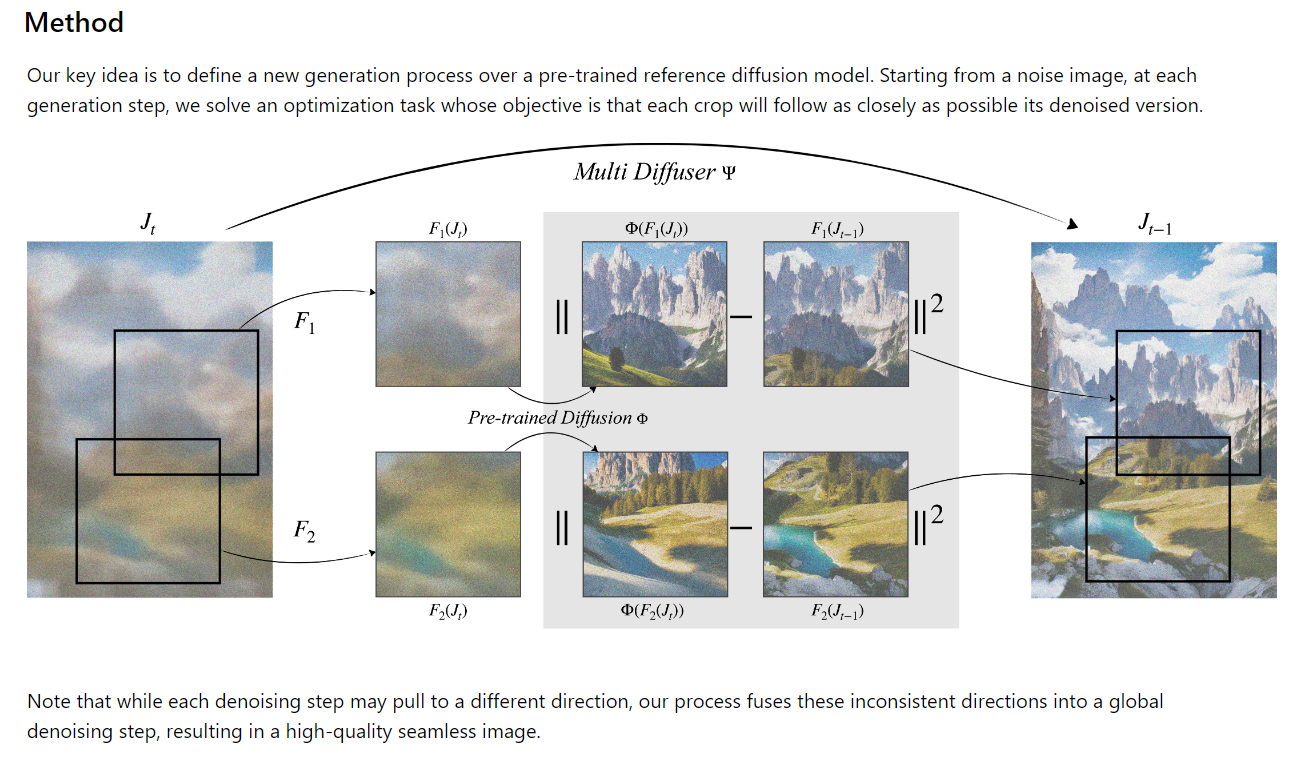 Method
Our key idea is to define a new generation process over a pre-trained reference diffusion model. Starting from a noise image, at each
generation step, we solve an optimization task whose objective is that each crop will follow as closely as possible its denoised version.
Multi Diffuser Ψ
J_t
F_1(J_t)
Φ(F_1(J_t))
F_1(J_{t−1})
J_{t−1}
F_1
|| − ||^2
Pre-trained Diffusion Φ
F_2
|| − ||^2
F_2(J_t)
Φ(F_2(J_t))
F_2(J_{t−1})
Note that while each denoising step may pull to a different direction, our process fuses these inconsistent directions into a global
denoising step, resulting in a high-quality seamless image.